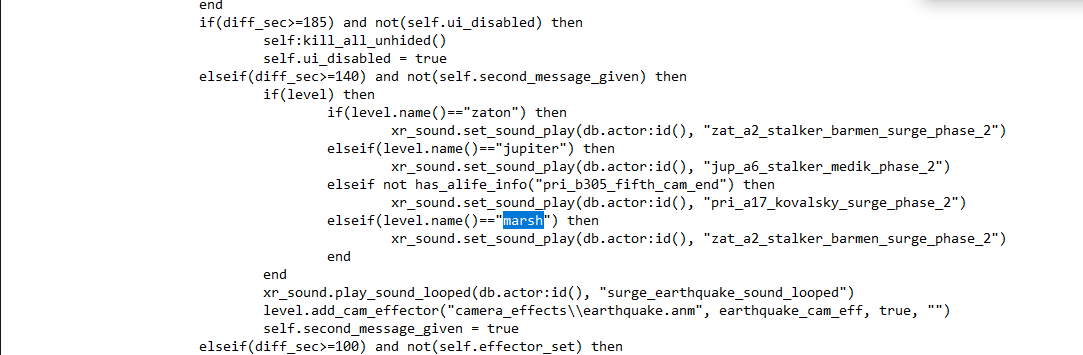 end
if(diff_sec>=185) and not(self.ui_disabled) then
self:kill_all_unhided()
self.ui_disabled = true
elseif(diff_sec>=140) and not(self.second_message_given) then
if(level) then
if(level.name()=="zaton") then
xr_sound.set_sound_play(db.actor:id(), "zat_a2_stalker_barmen_surge_phase_2")
elseif(level.name()=="jupiter") then
xr_sound.set_sound_play(db.actor:id(), "jup_a6_stalker_medik_phase_2")
elseif not has_alife_info("pri_b305_fifth_cam_end") then
xr_sound.set_sound_play(db.actor:id(), "pri_a17_kovalsky_surge_phase_2")
elseif(level.name()=="marsh") then
xr_sound.set_sound_play(db.actor:id(), "zat_a2_stalker_barmen_surge_phase_2")
end
end
xr_sound.play_sound_looped(db.actor:id(), "surge_earthquake_sound_looped")
level.add_cam_effector("camera_effects\\earthquake.anm", earthquake_cam_eff, true, "")
self.second_message_given = true
elseif(diff_sec>=100) and not(self.effector_set) then